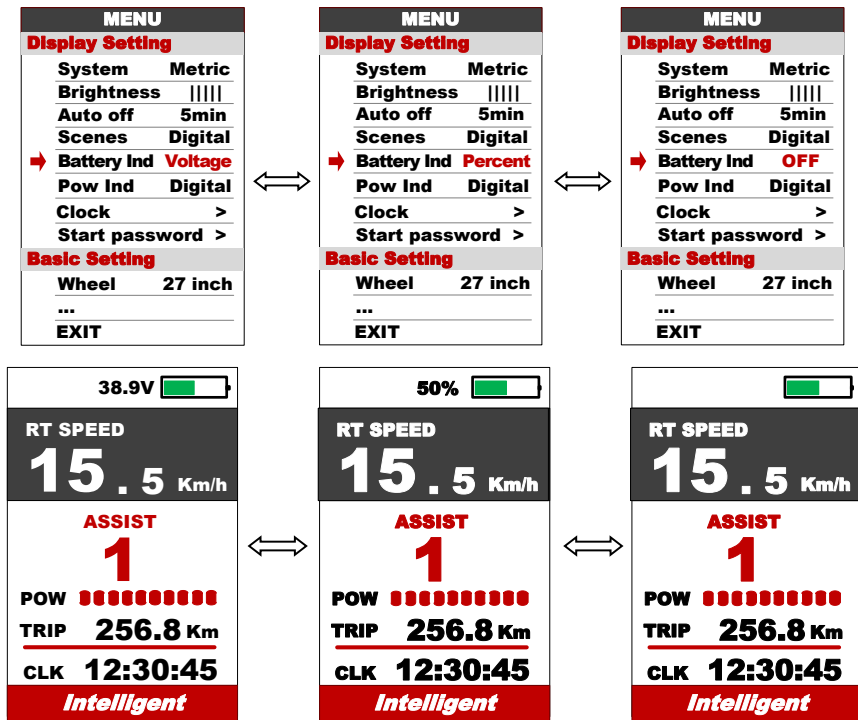 MENU
Display Setting
System Metric
Brightness |||||
Auto off 5min
Scenes Digital
Battery Ind Voltage
Pow Ind Digital
Clock >
Start password >
Basic Setting
Wheel 27 inch
...
EXIT
MENU
Display Setting
System Metric
Brightness |||||
Auto off 5min
Scenes Digital
Battery Ind Percent
Pow Ind Digital
Clock >
Start password >
Basic Setting
Wheel 27 inch
...
EXIT
MENU
Display Setting
System Metric
Brightness |||||
Auto off 5min
Scenes Digital
Battery Ind OFF
Pow Ind Digital
Clock >
Start password >
Basic Setting
Wheel 27 inch
...
EXIT
38.9V
RT SPEED
15.5 Km/h
ASSIST
1
POW
TRIP 256.8 Km
CLK 12:30:45
Intelligent
50%
RT SPEED
15.5 Km/h
ASSIST
1
POW
TRIP 256.8 Km
CLK 12:30:45
Intelligent
RT SPEED
15.5 Km/h
ASSIST
1
POW
TRIP 256.8 Km
CLK 12:30:45
Intelligent